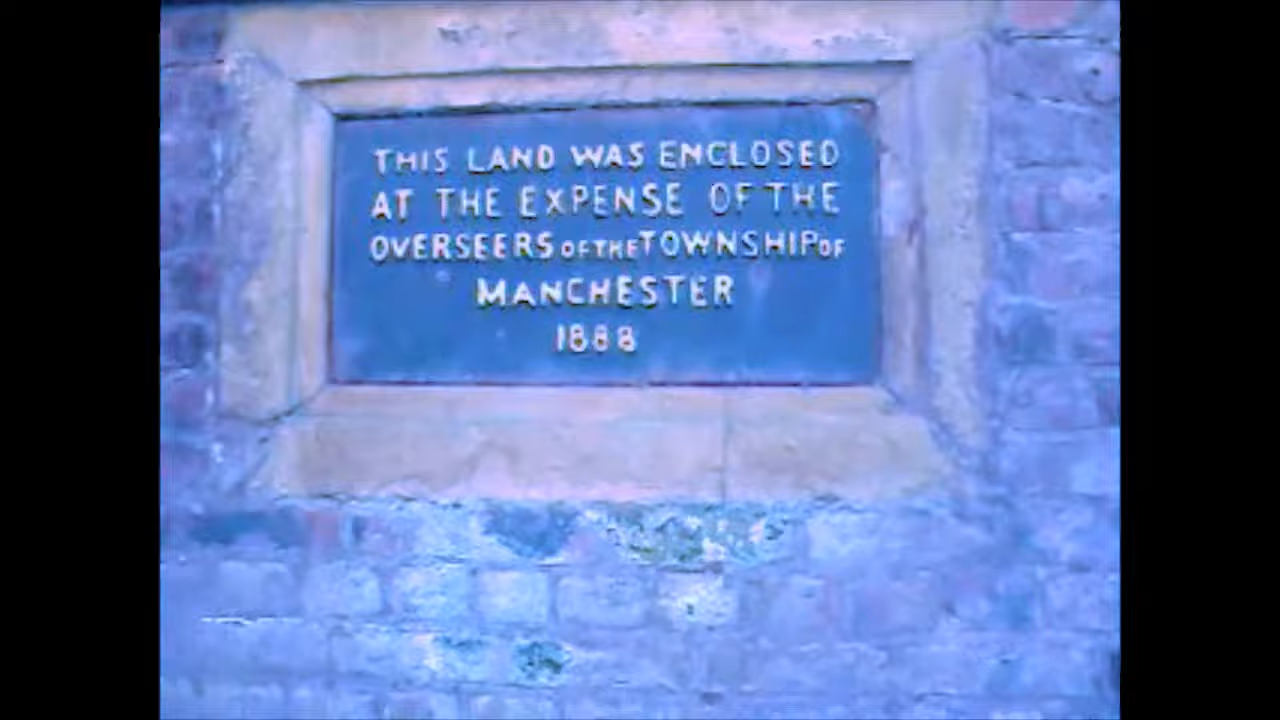 THIS LAND WAS ENCLOSED
AT THE EXPENSE OF THE
OVERSEERS OF THE TOWNSHIP OF
MANCHESTER
1888